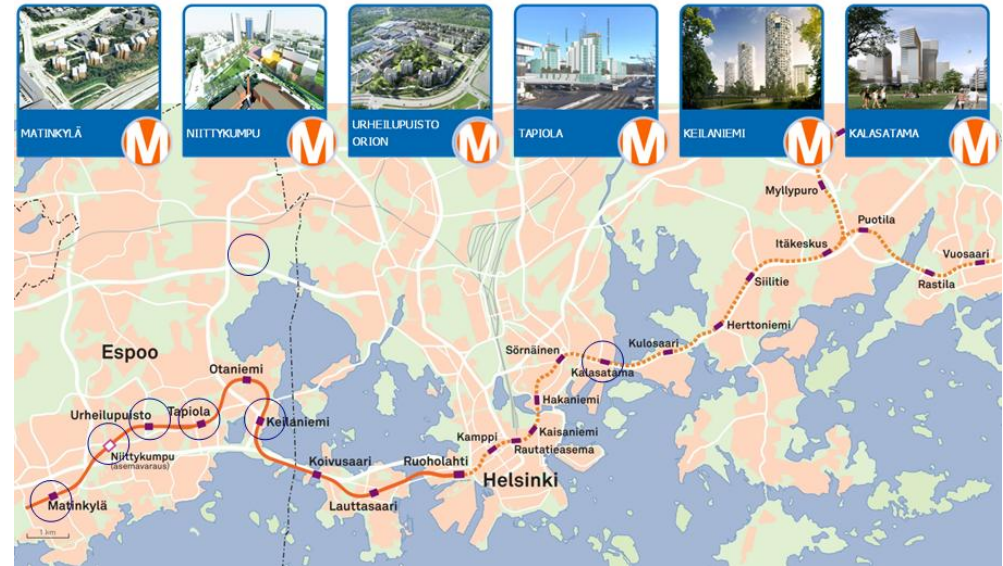 MATINKYLÄ
M
NIITTYKUMPU
M
URHEILUPUISTO
ORION
M
TAPIOLA
M
KEILANIEMI
M
KALASATAMA
M
Myllypuro
Puotila
Itäkeskus
Vuosaari
Siilitie
Rastila
Herttoniemi
Kulosaari
Sörnäinen
Kalasatama
Espoo
Otaniemi
Hakaniemi
Urheilupuisto
Tapiola
Keilaniemi
Kaisaniemi
Kamppi
Rautatieasema
Niittykumpu
(asemavaraus)
Koivusaari
Ruoholahti
Helsinki
Matinkylä
Lauttasaari
1 km